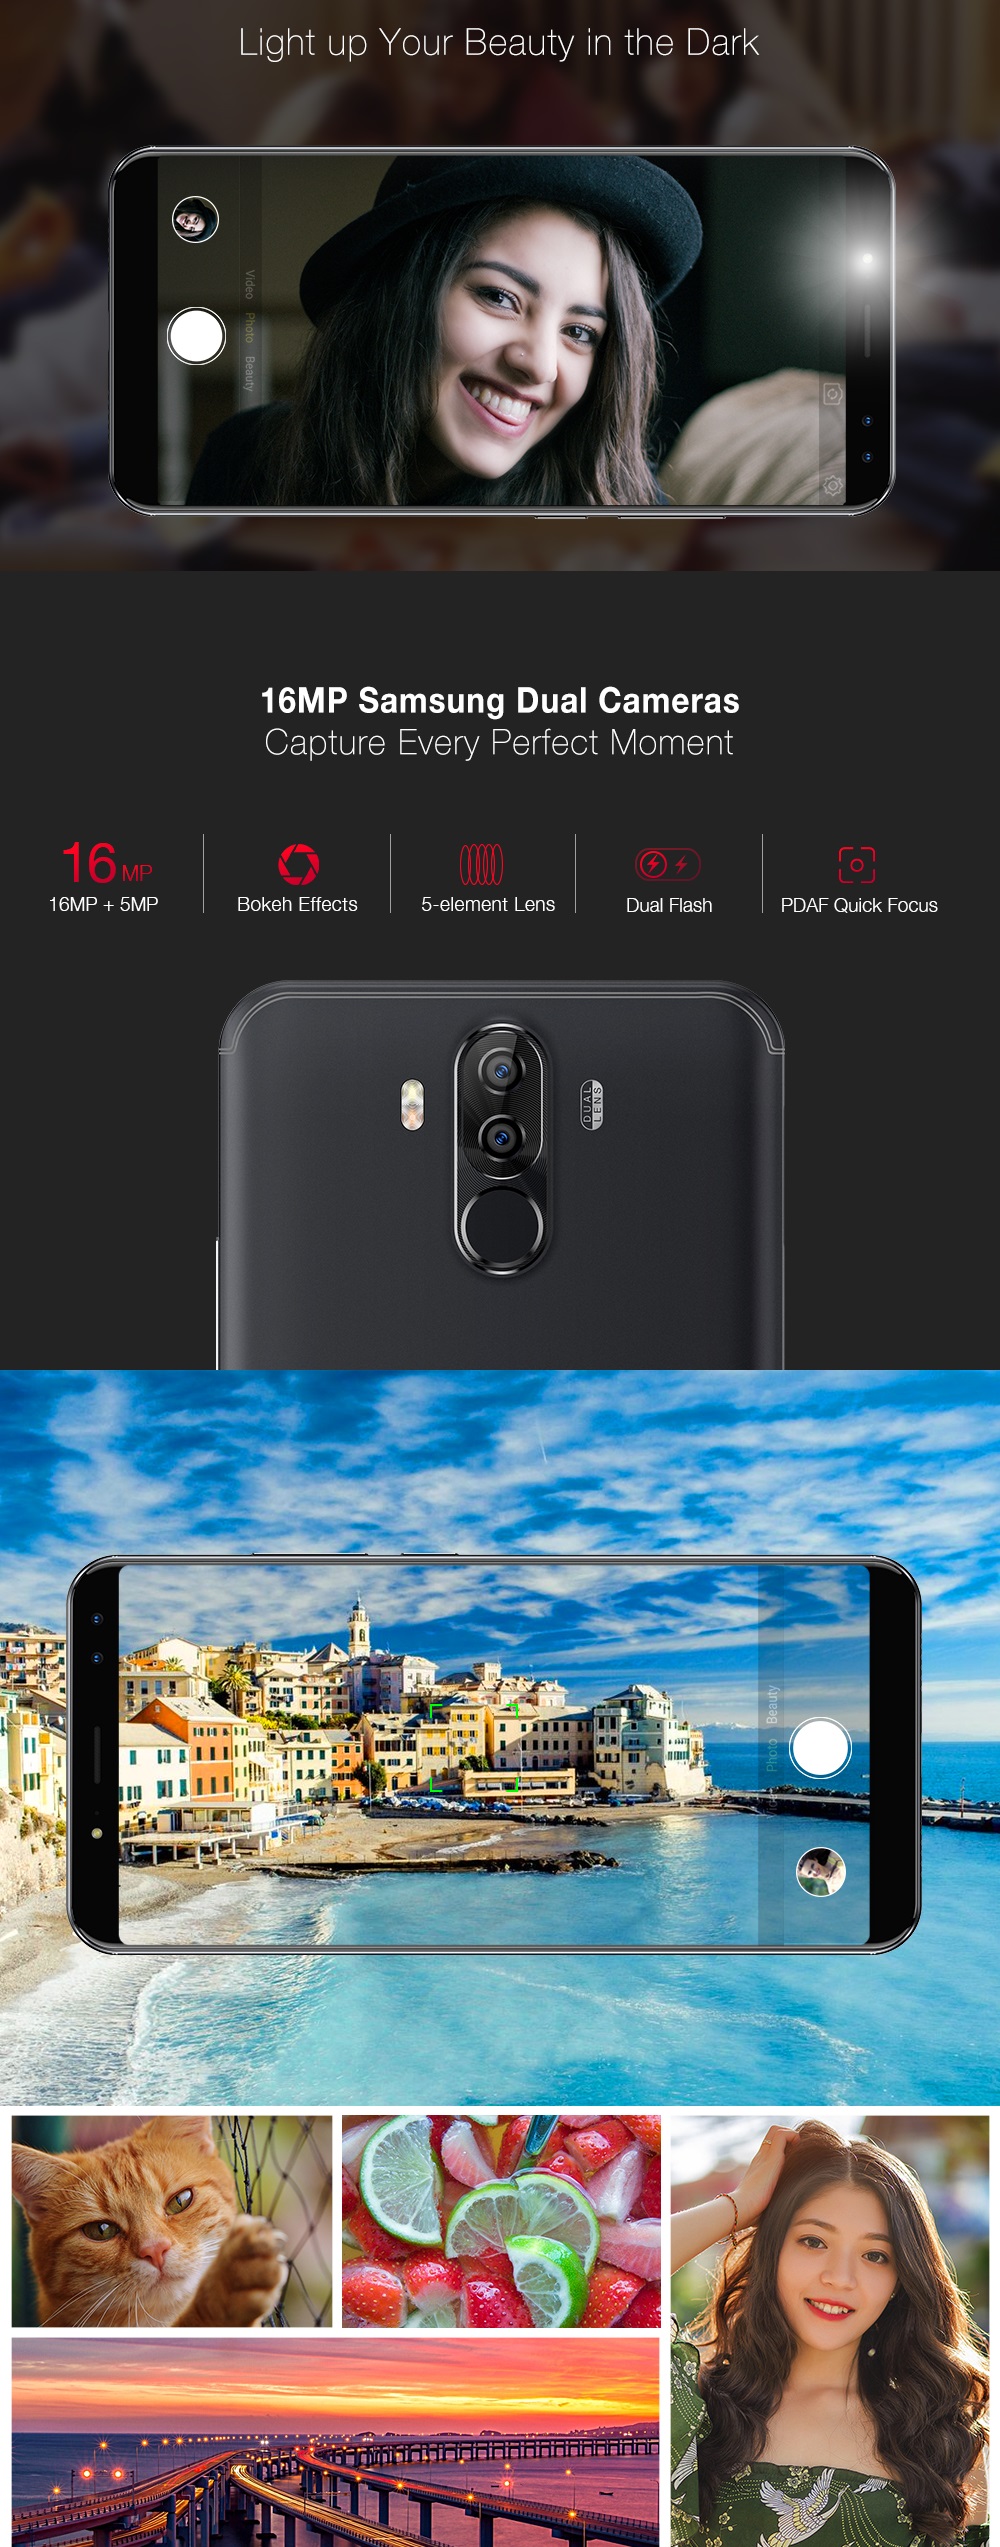 Light up Your Beauty in the Dark
Video Photo Beauty
16MP Samsung Dual Cameras
Capture Every Perfect Moment
16 MP
16MP + 5MP
Bokeh Effects
5-element Lens
Dual Flash
PDAF Quick Focus
DUAL
LENS
Photo Beauty